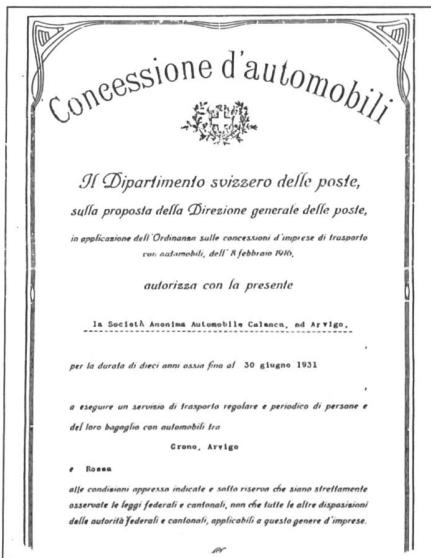 Concessione d'automobili
Il Dipartimento svizzero delle poste,
sulla proposta della Direzione generale delle poste,
in applicazione dell'Ordinanza sulle concessioni d'imprese di trasporto
con automobili, dell' 8 febbraio 1916,
autorizza con la presente
la Società Anonima Automobile Calanca, ad Arvigo,
per la durata di dieci anni ossia fino al 30 giugno 1931
a eseguire un servizio di trasporto regolare e periodico di persone e
del loro bagaglio con automobili tra
Grono, Arvigo
e Rossa
alle condizioni appresso indicate e sotto riserva che siano strettamente
osservate le leggi federali e cantonali, non che tutte le altre disposizioni
delle autorità federali e cantonali, applicabili a questo genere d'imprese.